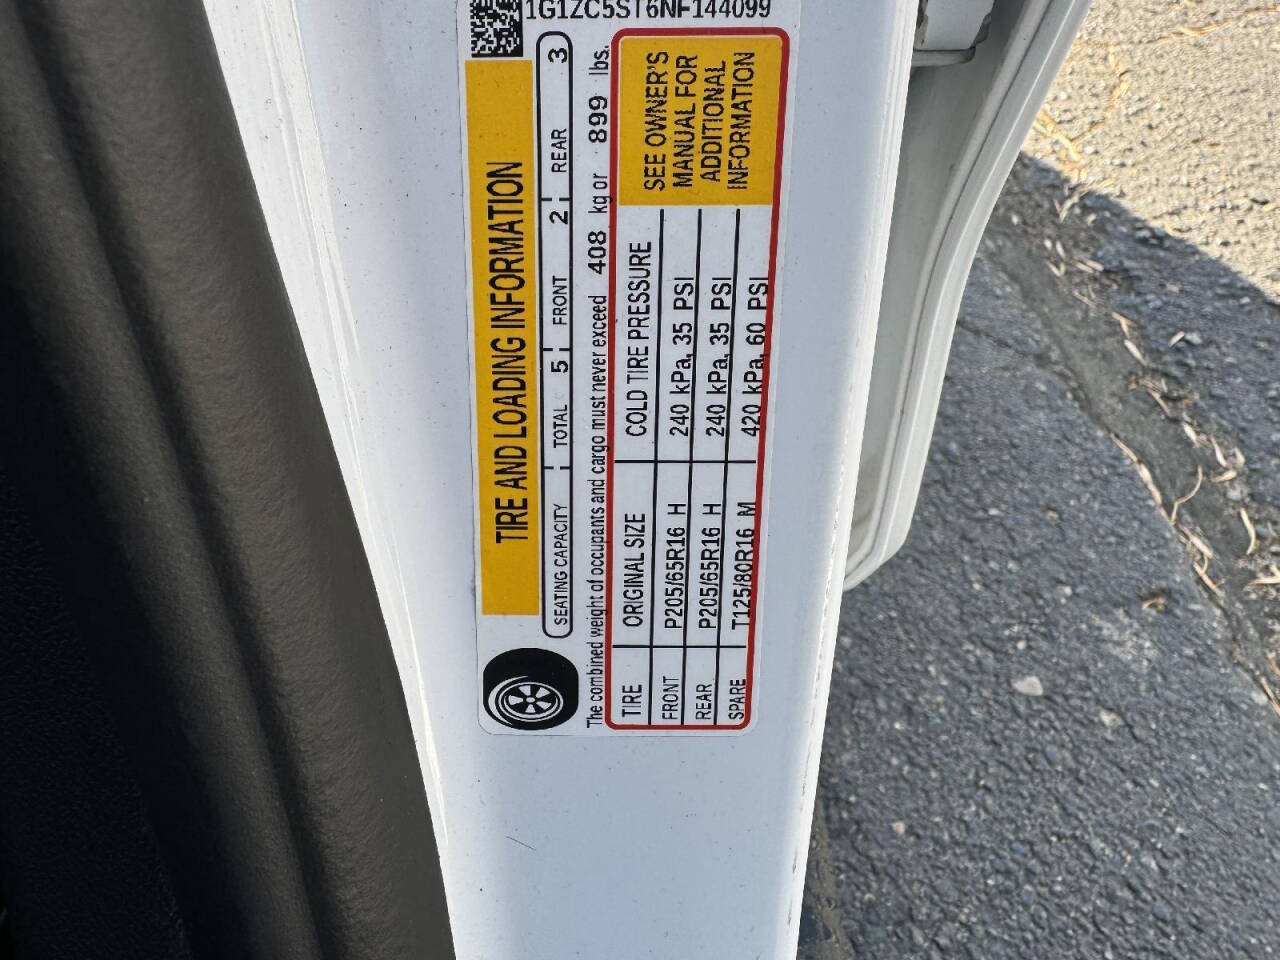 1G1ZC5ST6NF144099
TIRE AND LOADING INFORMATION
SEATING CAPACITY TOTAL 5 FRONT 2 REAR 3
The combined weight of occupants and cargo must never exceed 408 kg or 899 lbs.
TIRE ORIGINAL SIZE COLD TIRE PRESSURE
FRONT P205/65R16 H 240 kPa, 35 PSI
REAR P205/65R16 H 240 kPa, 35 PSI
SPARE T125/80R16 M 420 kPa, 60 PSI
SEE OWNER'S
MANUAL FOR
ADDITIONAL
INFORMATION